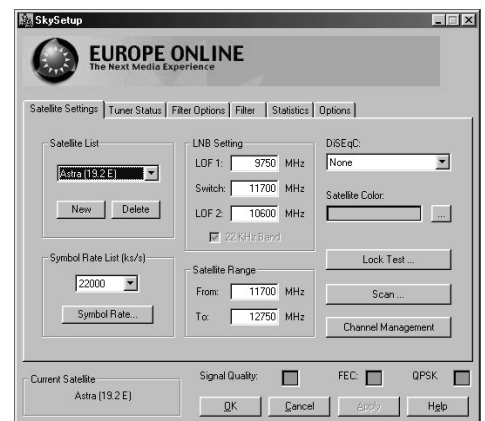 SkySetup
EUROPE ONLINE
The Next Media Experience
Satellite Settings Tuner Status Filter Options Filter Statistics Options
Satellite List
Astra (19.2 E)
New Delete
Symbol Rate List (ks/s)
22000
Symbol Rate...
LNB Setting
LOF 1: 9750 MHz
Switch: 11700 MHz
LOF 2: 10600 MHz
22 KHz Band
Satellite Range
From: 11700 MHz
To: 12750 MHz
DiSEqC:
None
Satellite Color:
...
Lock Test ...
Scan ...
Channel Management
Current Satellite
Astra (19.2 E)
Signal Quality: FEC: QPSK
OK Cancel Apply Help